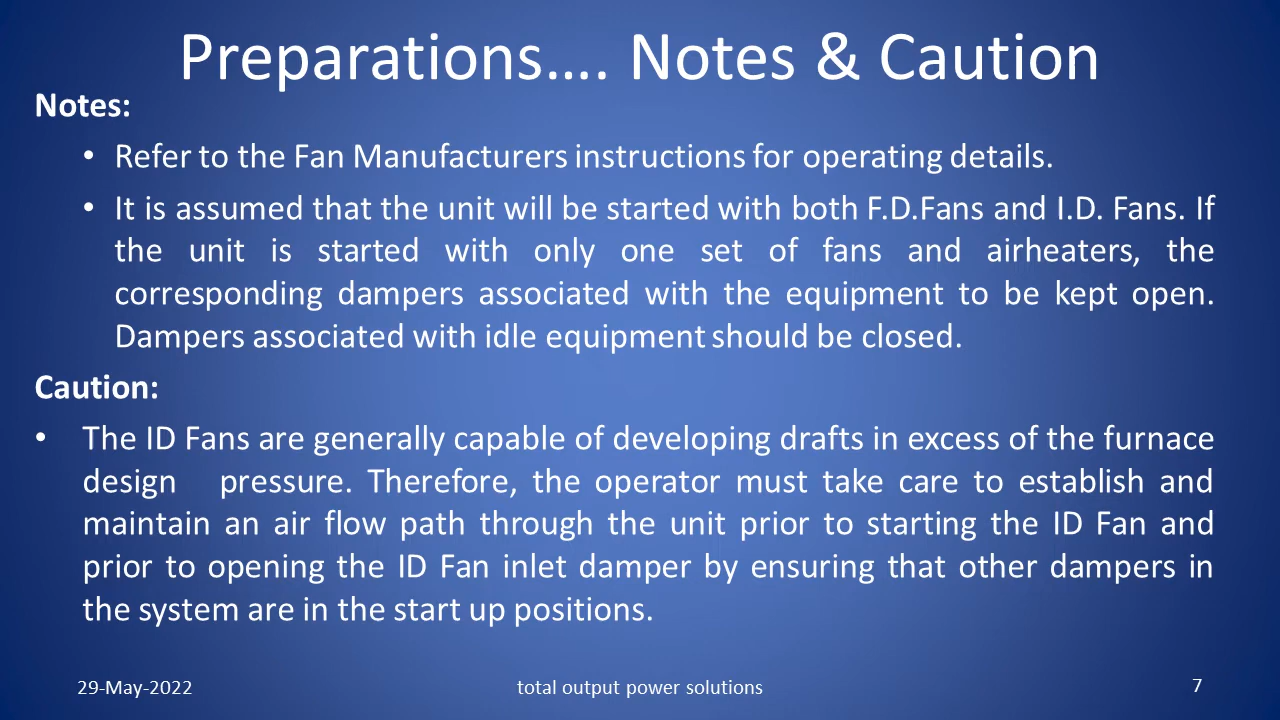 Preparations.... Notes & Caution
Notes:
• Refer to the Fan Manufacturers instructions for operating details.
• It is assumed that the unit will be started with both F.D.Fans and I.D. Fans. If
the unit is started with only one set of fans and airheaters, the
corresponding dampers associated with the equipment to be kept open.
Dampers associated with idle equipment should be closed.
Caution:
• The ID Fans are generally capable of developing drafts in excess of the furnace
design pressure. Therefore, the operator must take care to establish and
maintain an air flow path through the unit prior to starting the ID Fan and
prior to opening the ID Fan inlet damper by ensuring that other dampers in
the system are in the start up positions.
29-May-2022
total output power solutions
7